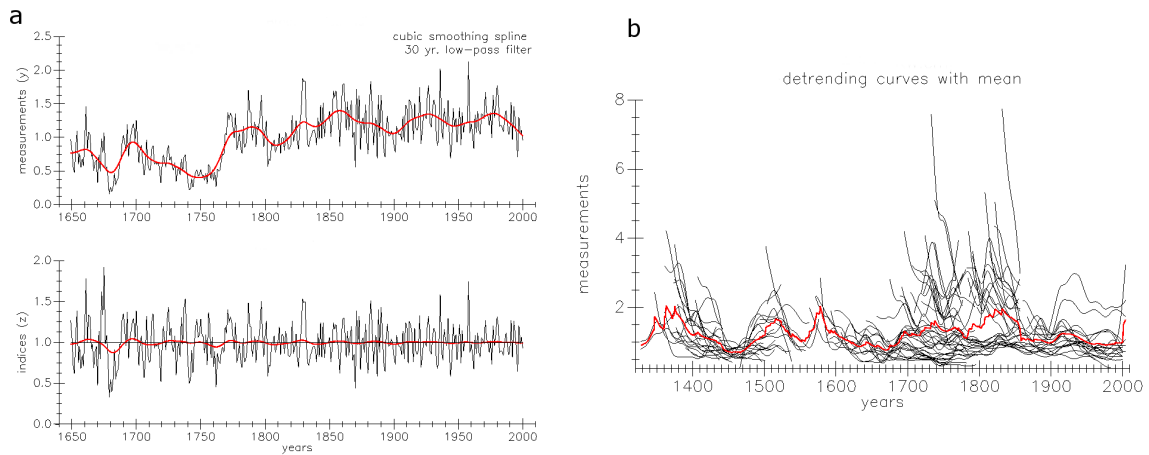 a
cubic smoothing spline
30 yr. low-pass filter
measurements (y)
2.5
2.0
1.5
1.0
0.5
0.0
1650 1700 1750 1800 1850 1900 1950 2000
indices (z)
2.0
1.5
1.0
0.5
0.0
1650 1700 1750 1800 1850 1900 1950 2000
years
b
detrending curves with mean
measurements
8
6
4
2
1400 1500 1600 1700 1800 1900 2000
years